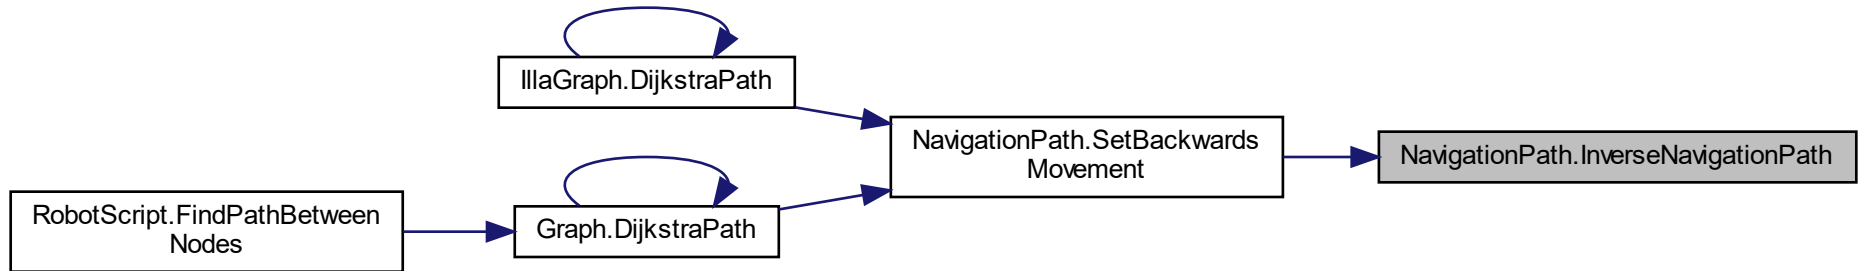 IllaGraph.DijkstraPath
NavigationPath.SetBackwards
Movement
NavigationPath.InverseNavigationPath
RobotScript.FindPathBetween
Nodes
Graph.DijkstraPath